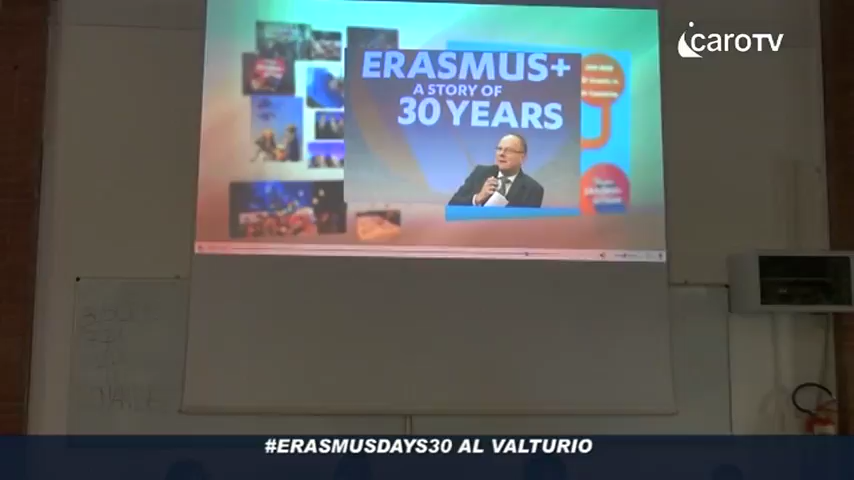 icaroTV
ERASMUS+
A STORY OF
30 YEARS
#ERASMUSDAYS30 AL VALTURIO